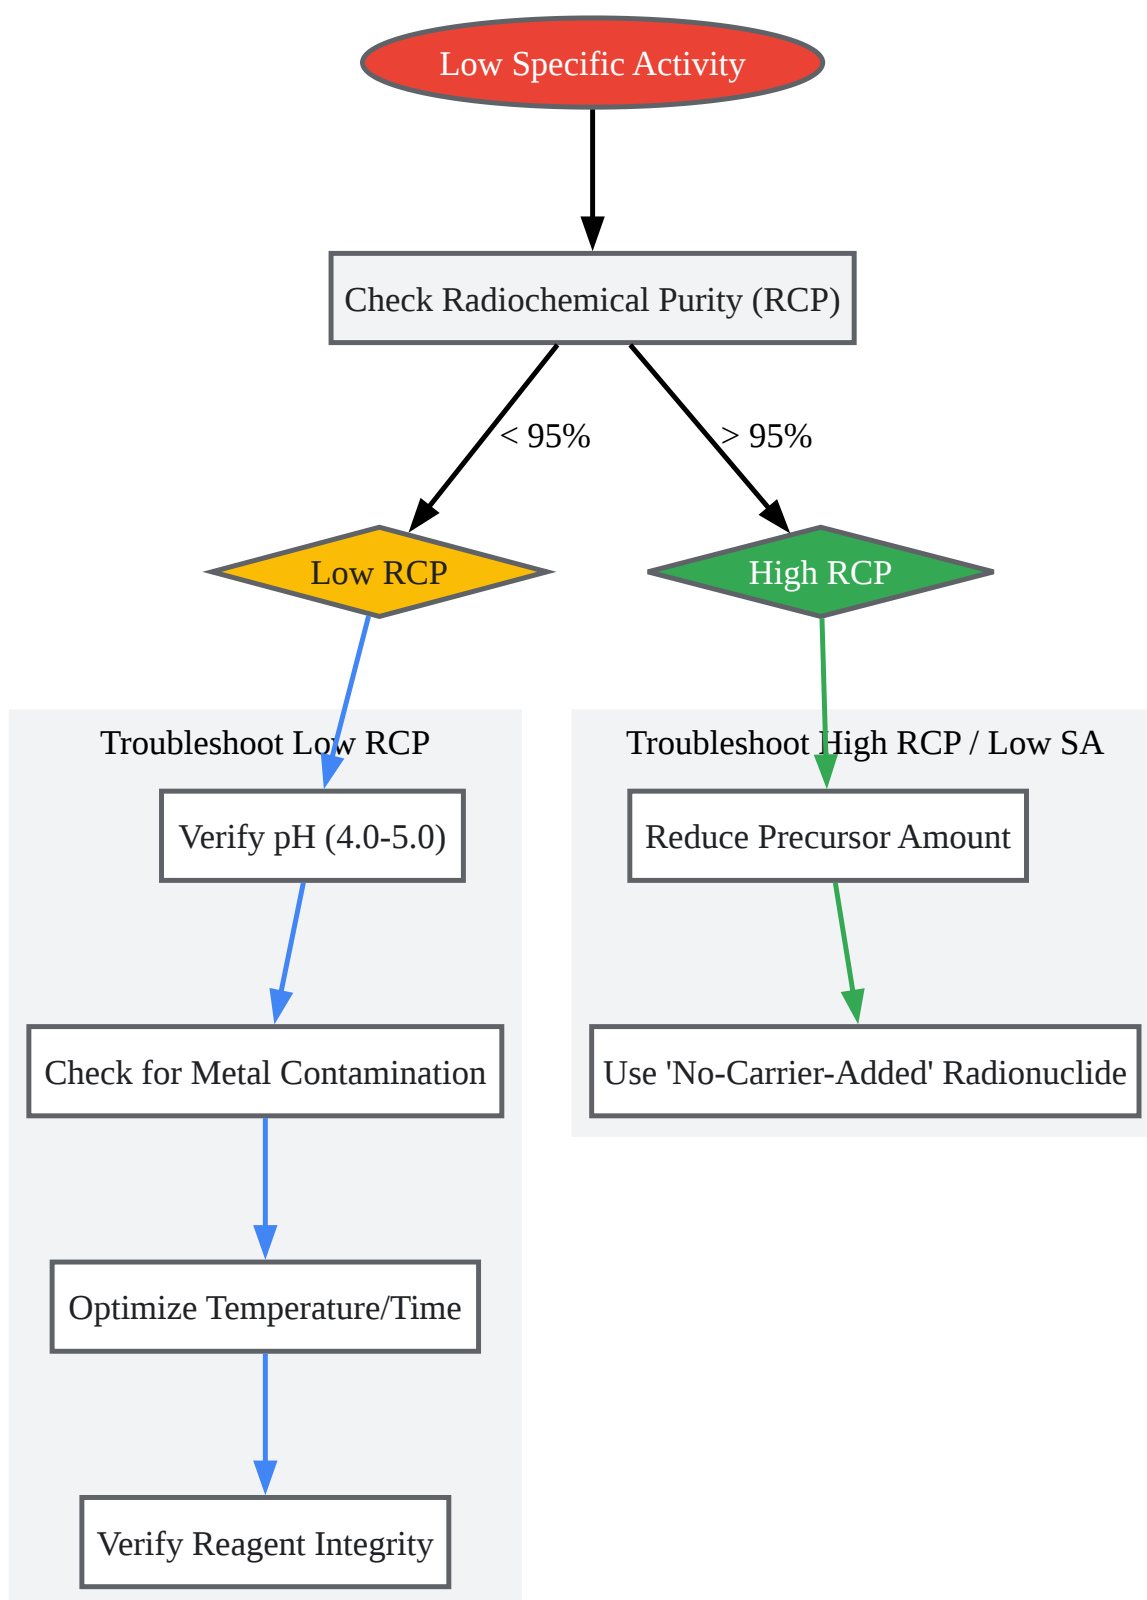 Low Specific Activity
Check Radiochemical Purity (RCP)
< 95%
> 95%
Low RCP
High RCP
Troubleshoot Low RCP
Troubleshoot High RCP / Low SA
Verify pH (4.0-5.0)
Reduce Precursor Amount
Check for Metal Contamination
Use 'No-Carrier-Added' Radionuclide
Optimize Temperature/Time
Verify Reagent Integrity